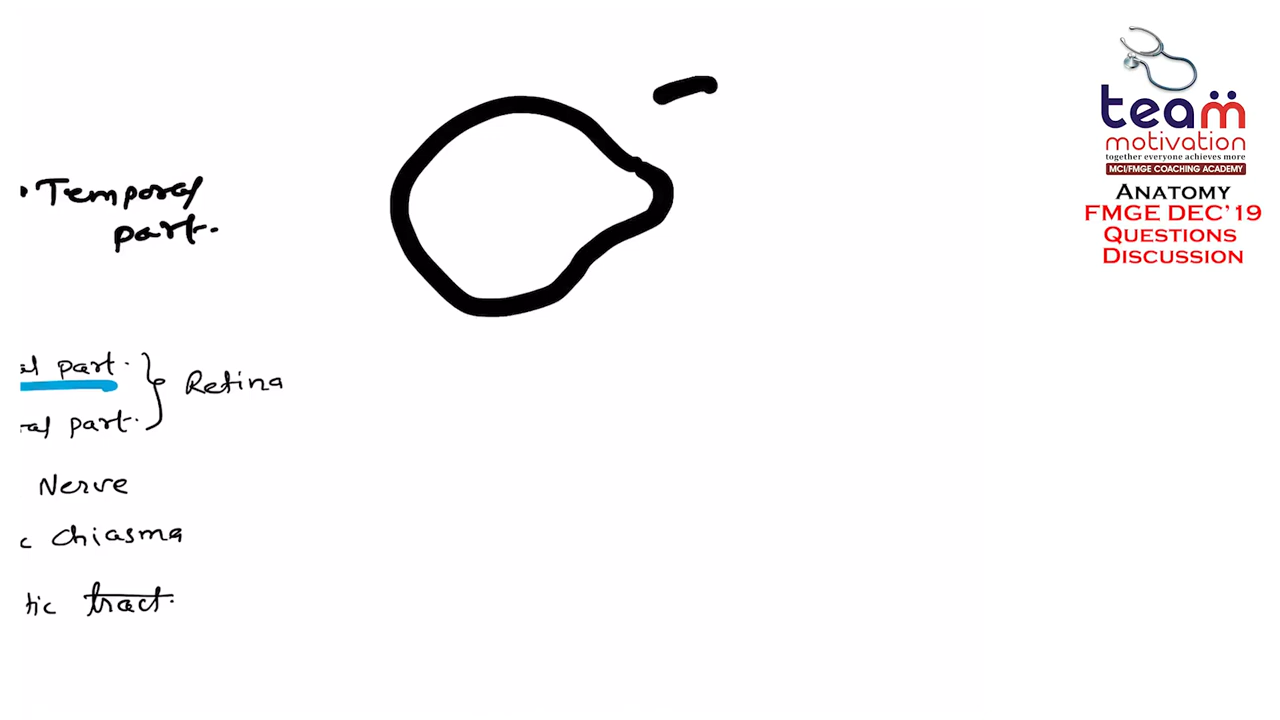 Temporal
part.
part.
Retina
part.
Nerve
Chiasma
tic tract.
team
motivation
together everyone achieves more
MCI/FMGE COACHING ACADEMY
ANATOMY
FMGE DEC'19
QUESTIONS
DISCUSSION